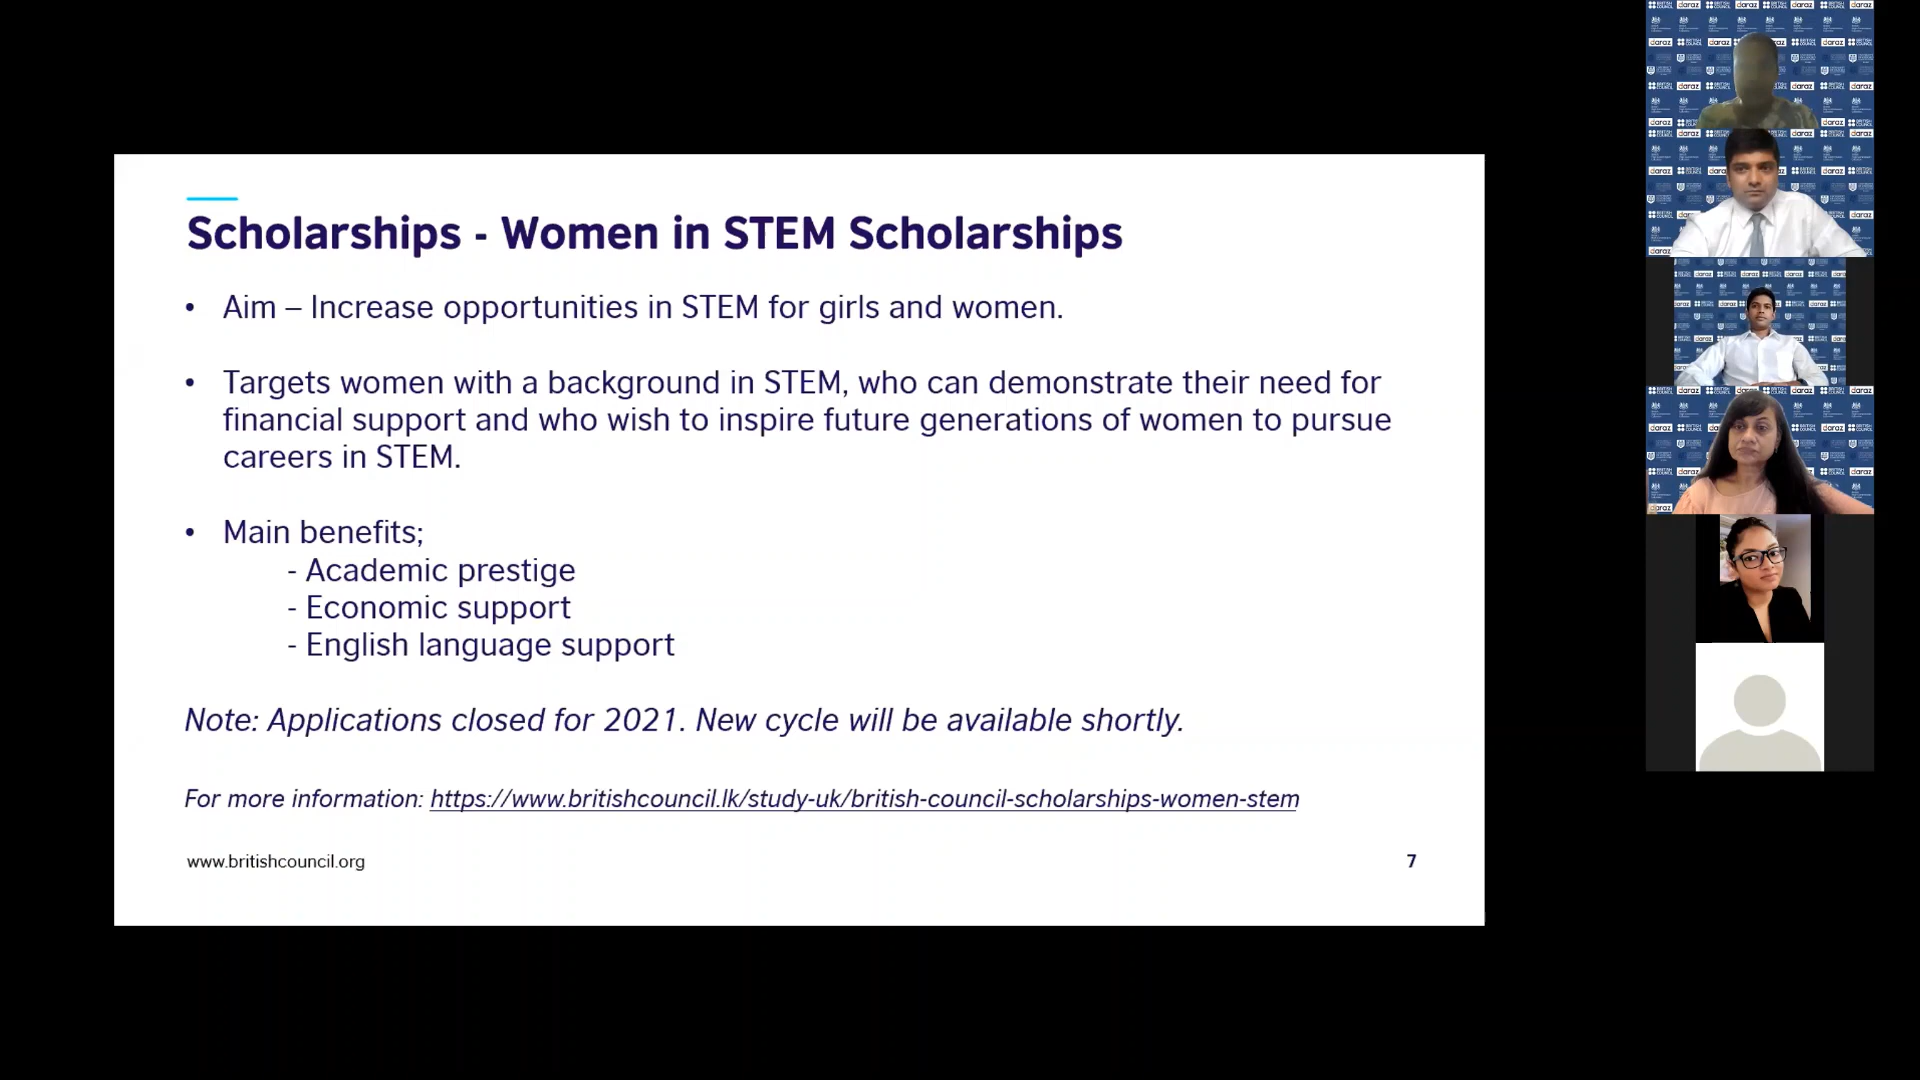 Scholarships - Women in STEM Scholarships
• Aim – Increase opportunities in STEM for girls and women.
• Targets women with a background in STEM, who can demonstrate their need for
financial support and who wish to inspire future generations of women to pursue
careers in STEM.
• Main benefits;
- Academic prestige
- Economic support
- English language support
Note: Applications closed for 2021. New cycle will be available shortly.
For more information: https://www.britishcouncil.lk/study-uk/british-council-scholarships-women-stem
www.britishcouncil.org
7
daraz
BRITISH COUNCIL